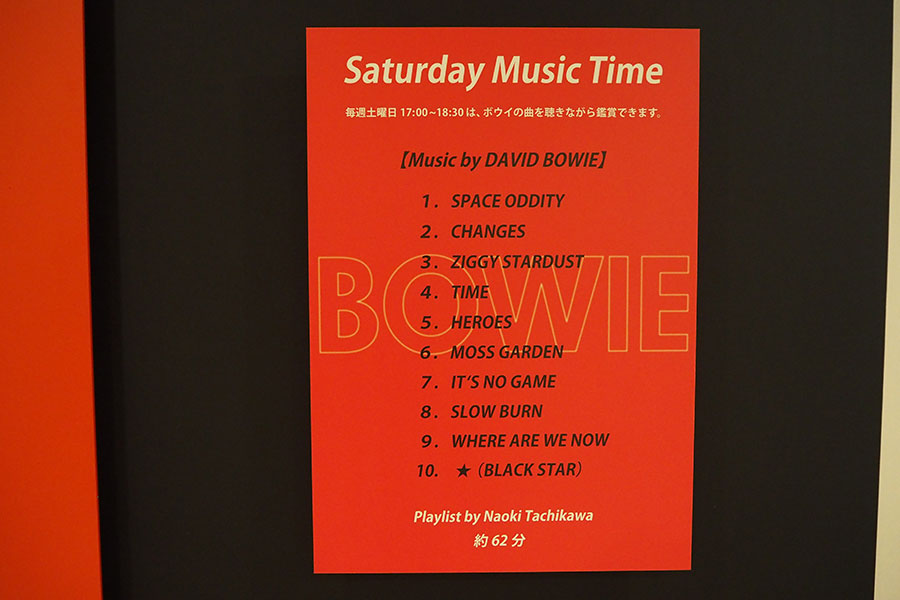 Saturday Music Time
毎週土曜日 17:00~18:30 は、ボウイの曲を聴きながら鑑賞できます。
【Music by DAVID BOWIE】
1. SPACE ODDITY
2. CHANGES
3. ZIGGY STARDUST
4. TIME
5. HEROES
6. MOSS GARDEN
7. IT'S NO GAME
8. SLOW BURN
9. WHERE ARE WE NOW
10. ★ (BLACK STAR)
BOWIE
Playlist by Naoki Tachikawa
約 62 分